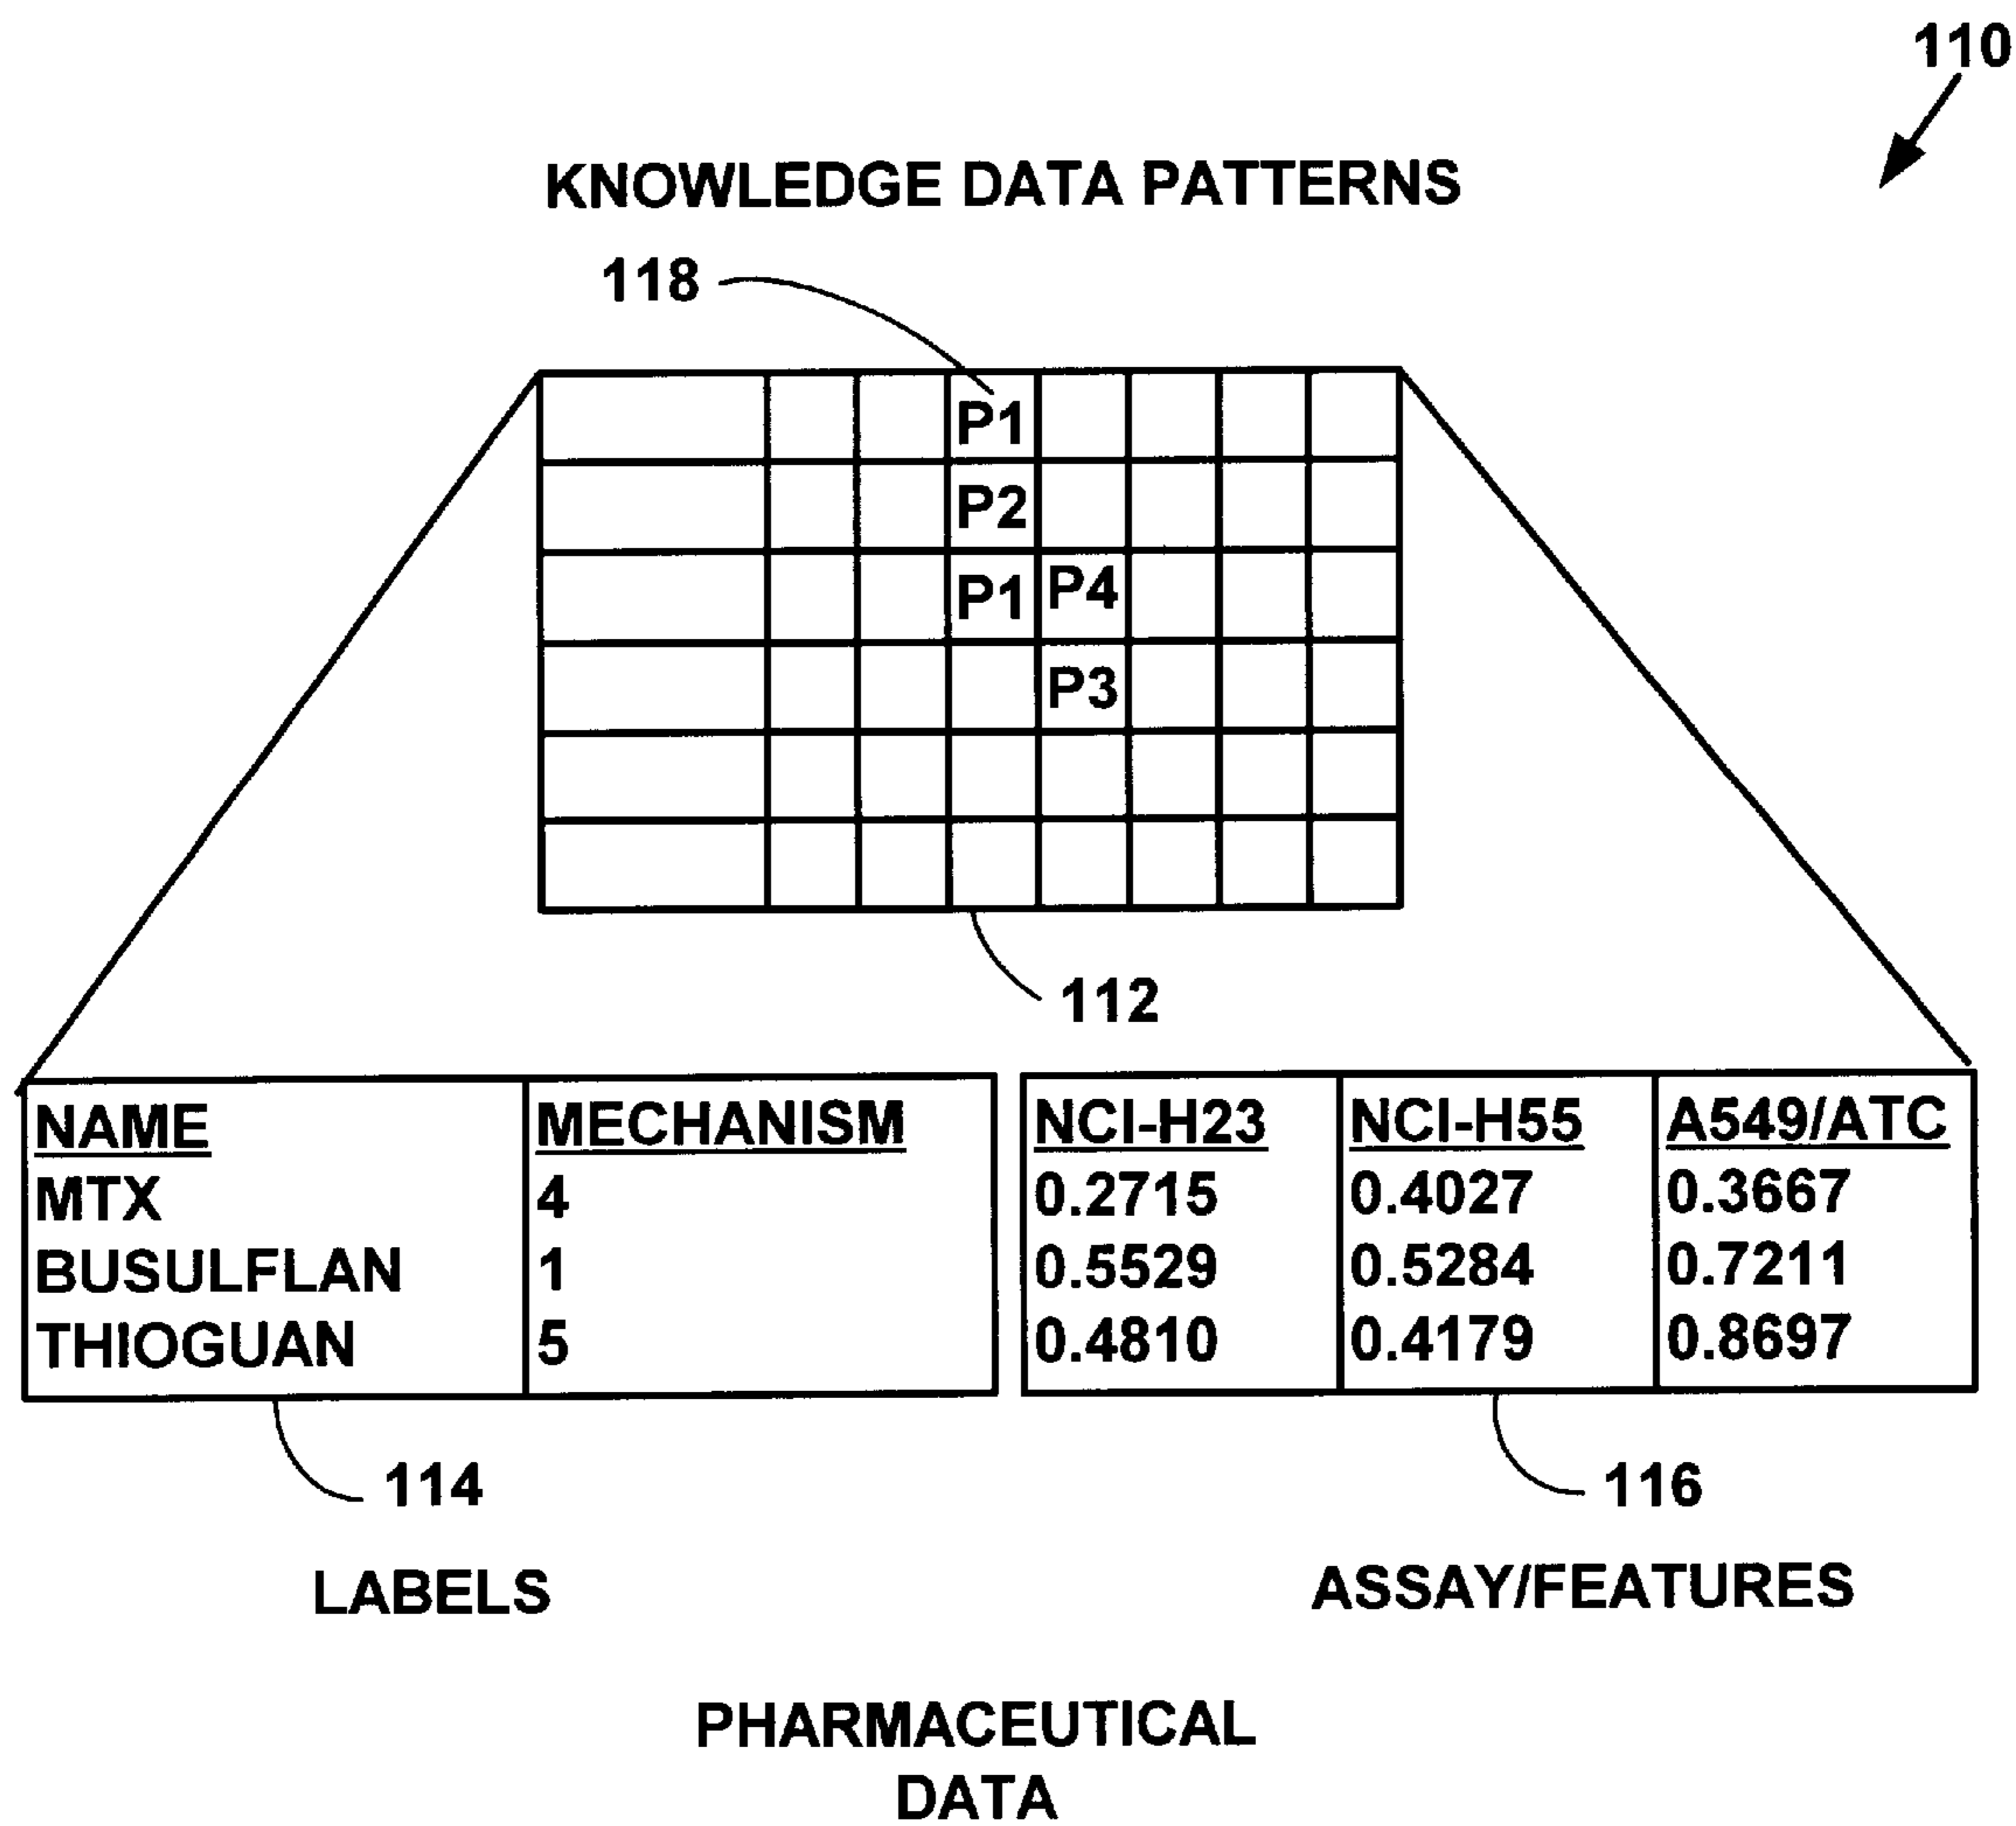 110
KNOWLEDGE DATA PATTERNS
118
P1
P2
P1 P4
P3
112
NAME MECHANISM NCI-H23 NCI-H55 A549/ATC
MTX 4 0.2715 0.4027 0.3667
BUSULFLAN 1 0.5529 0.5284 0.7211
THIOGUAN 5 0.4810 0.4179 0.8697
114 116
LABELS ASSAY/FEATURES
PHARMACEUTICAL
DATA